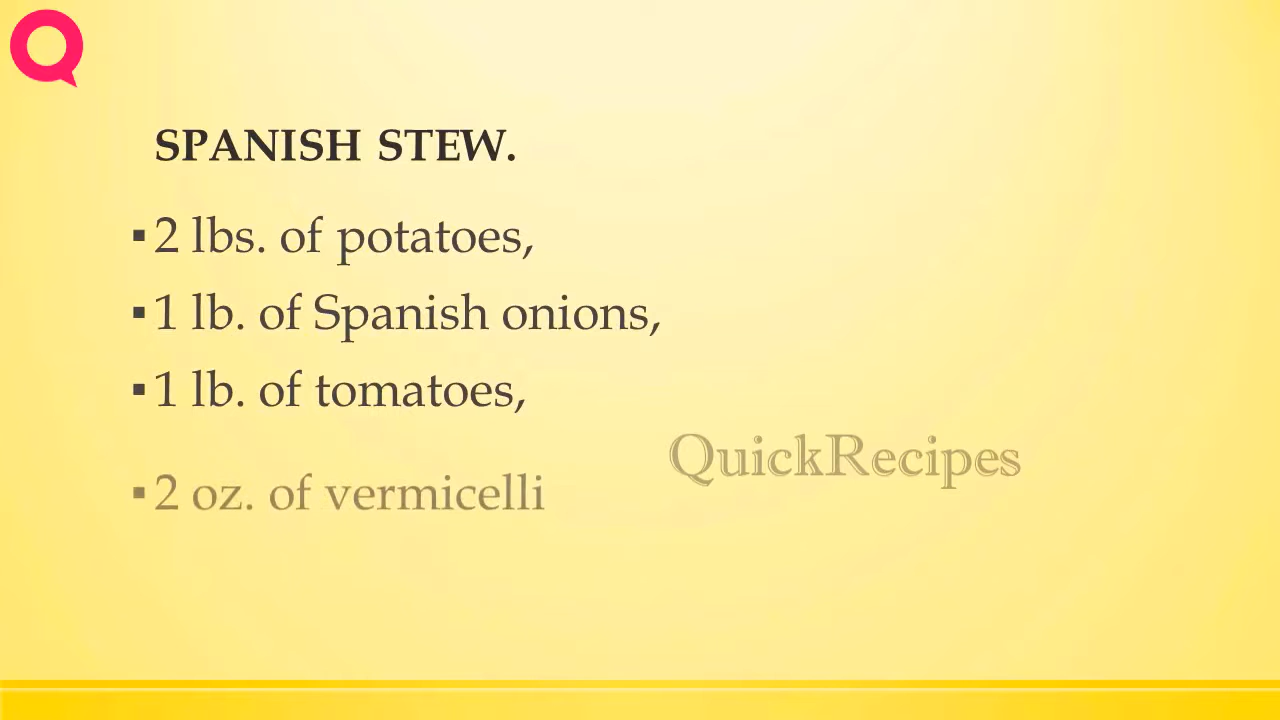 SPANISH STEW.
▪2 lbs. of potatoes,
▪1 lb. of Spanish onions,
▪1 lb. of tomatoes,
QuickRecipes
▪2 oz. of vermicelli